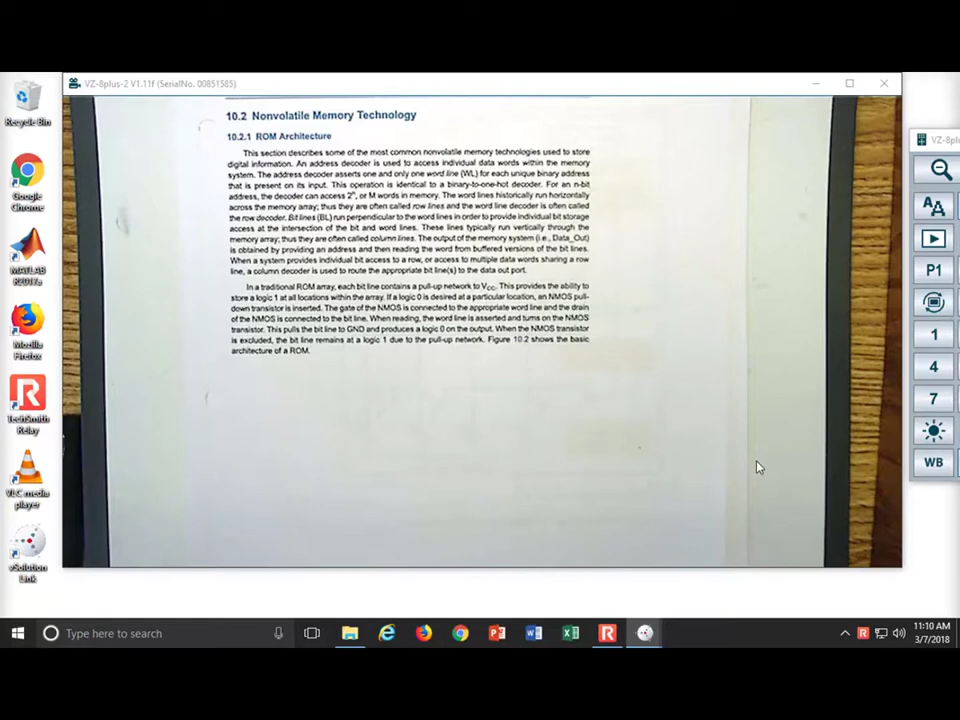 VZ-8plus-2 V1.11f (SerialNo. 00851585)
VZ-8p
Recycle Bin
Google
Chrome
MATLAB
R2017a
Mozilla
Firefox
TechSmith
Relay
VLC media
player
vSolution
Link
10.2 Nonvolatile Memory Technology
10.2.1 ROM Architecture
This section describes some of the most common nonvolatile memory technologies used to store
digital information. An address decoder is used to access individual data words within the memory
system. The address decoder asserts one and only one word line (WL) for each unique binary address
that is present on its input. This operation is identical to a binary-to-one-hot decoder. For an n-bit
address, the decoder can access 2ⁿ, or M words in memory. The word lines historically run horizontally
across the memory array; thus they are often called row lines and the word line decoder is often called
the row decoder. Bit lines (BL) run perpendicular to the word lines in order to provide individual bit storage
access at the intersection of the bit and word lines. These lines typically run vertically through the
memory array; thus they are often called column lines. The output of the memory system (i.e., Data_Out)
is obtained by providing an address and then reading the word from buffered versions of the bit lines.
When a system provides individual bit access to a row, or access to multiple data words sharing a row
line, a column decoder is used to route the appropriate bit line(s) to the data out port.
In a traditional ROM array, each bit line contains a pull-up network to VCC. This provides the ability to
store a logic 1 at all locations within the array. If a logic 0 is desired at a particular location, an NMOS pull-
down transistor is inserted. The gate of the NMOS is connected to the appropriate word line and the drain
of the NMOS is connected to the bit line. When reading, the word line is asserted and turns on the NMOS
transistor. This pulls the bit line to GND and produces a logic 0 on the output. When the NMOS transistor
is excluded, the bit line remains at a logic 1 due to the pull-up network. Figure 10.2 shows the basic
architecture of a ROM.
AA
P1
1
4
7
WB
Type here to search
11:10 AM
3/7/2018